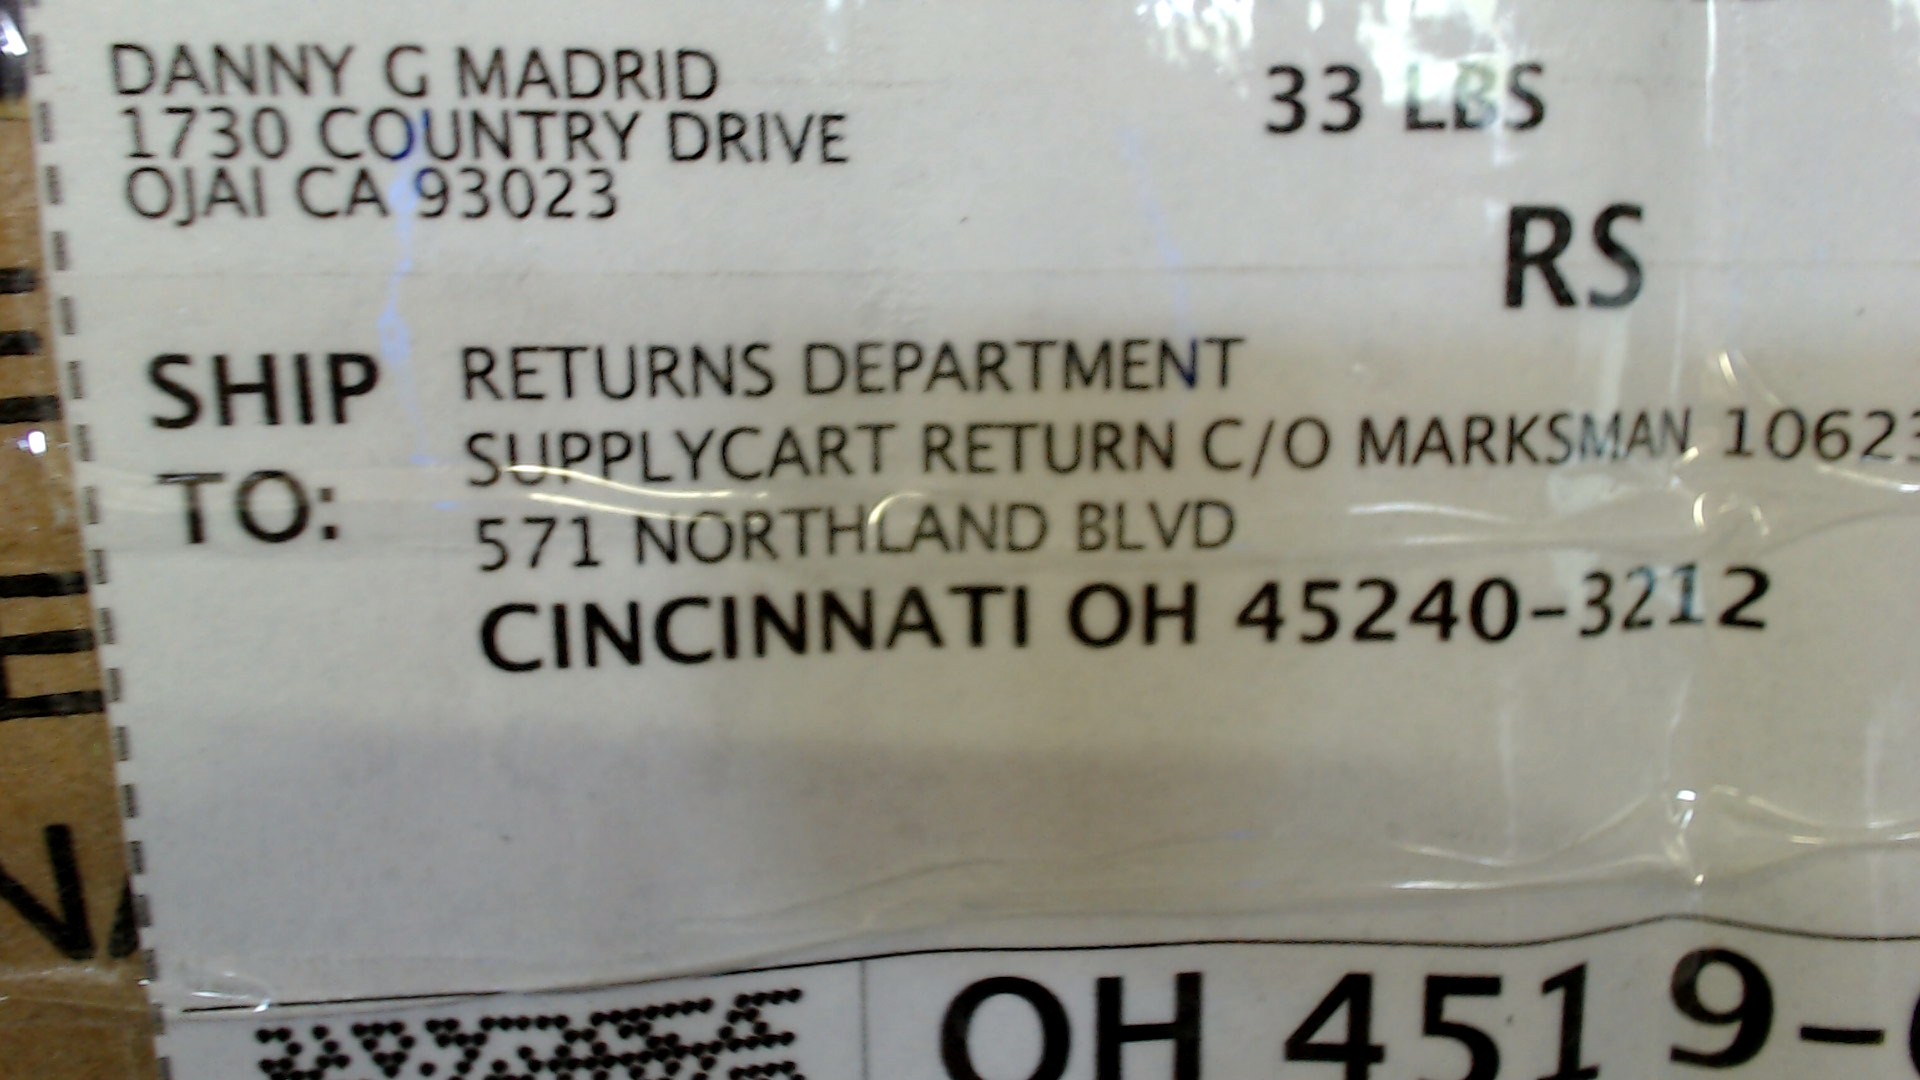 DANNY G MADRID
1730 COUNTRY DRIVE
OJAI CA 93023
33 LBS
RS
SHIP TO:
RETURNS DEPARTMENT
SUPPLYCART RETURN C/O MARKSMAN 10623
571 NORTHLAND BLVD
CINCINNATI OH 45240-3212
OH 451 9-